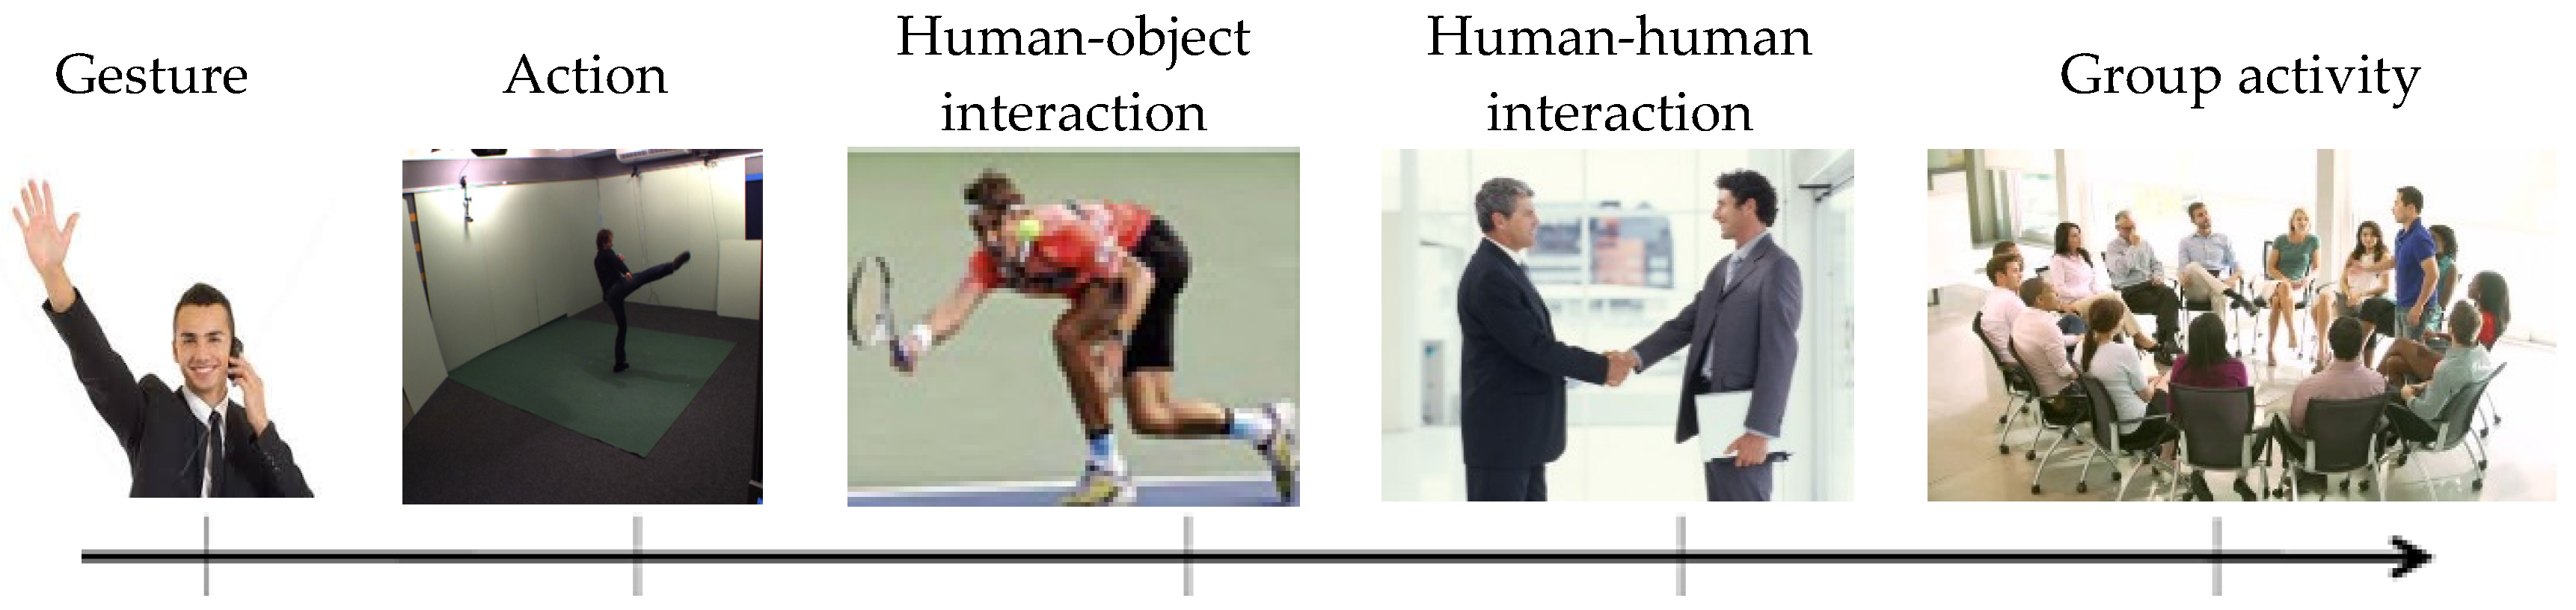 Gesture
Action
Human-object
interaction
Human-human
interaction
Group activity